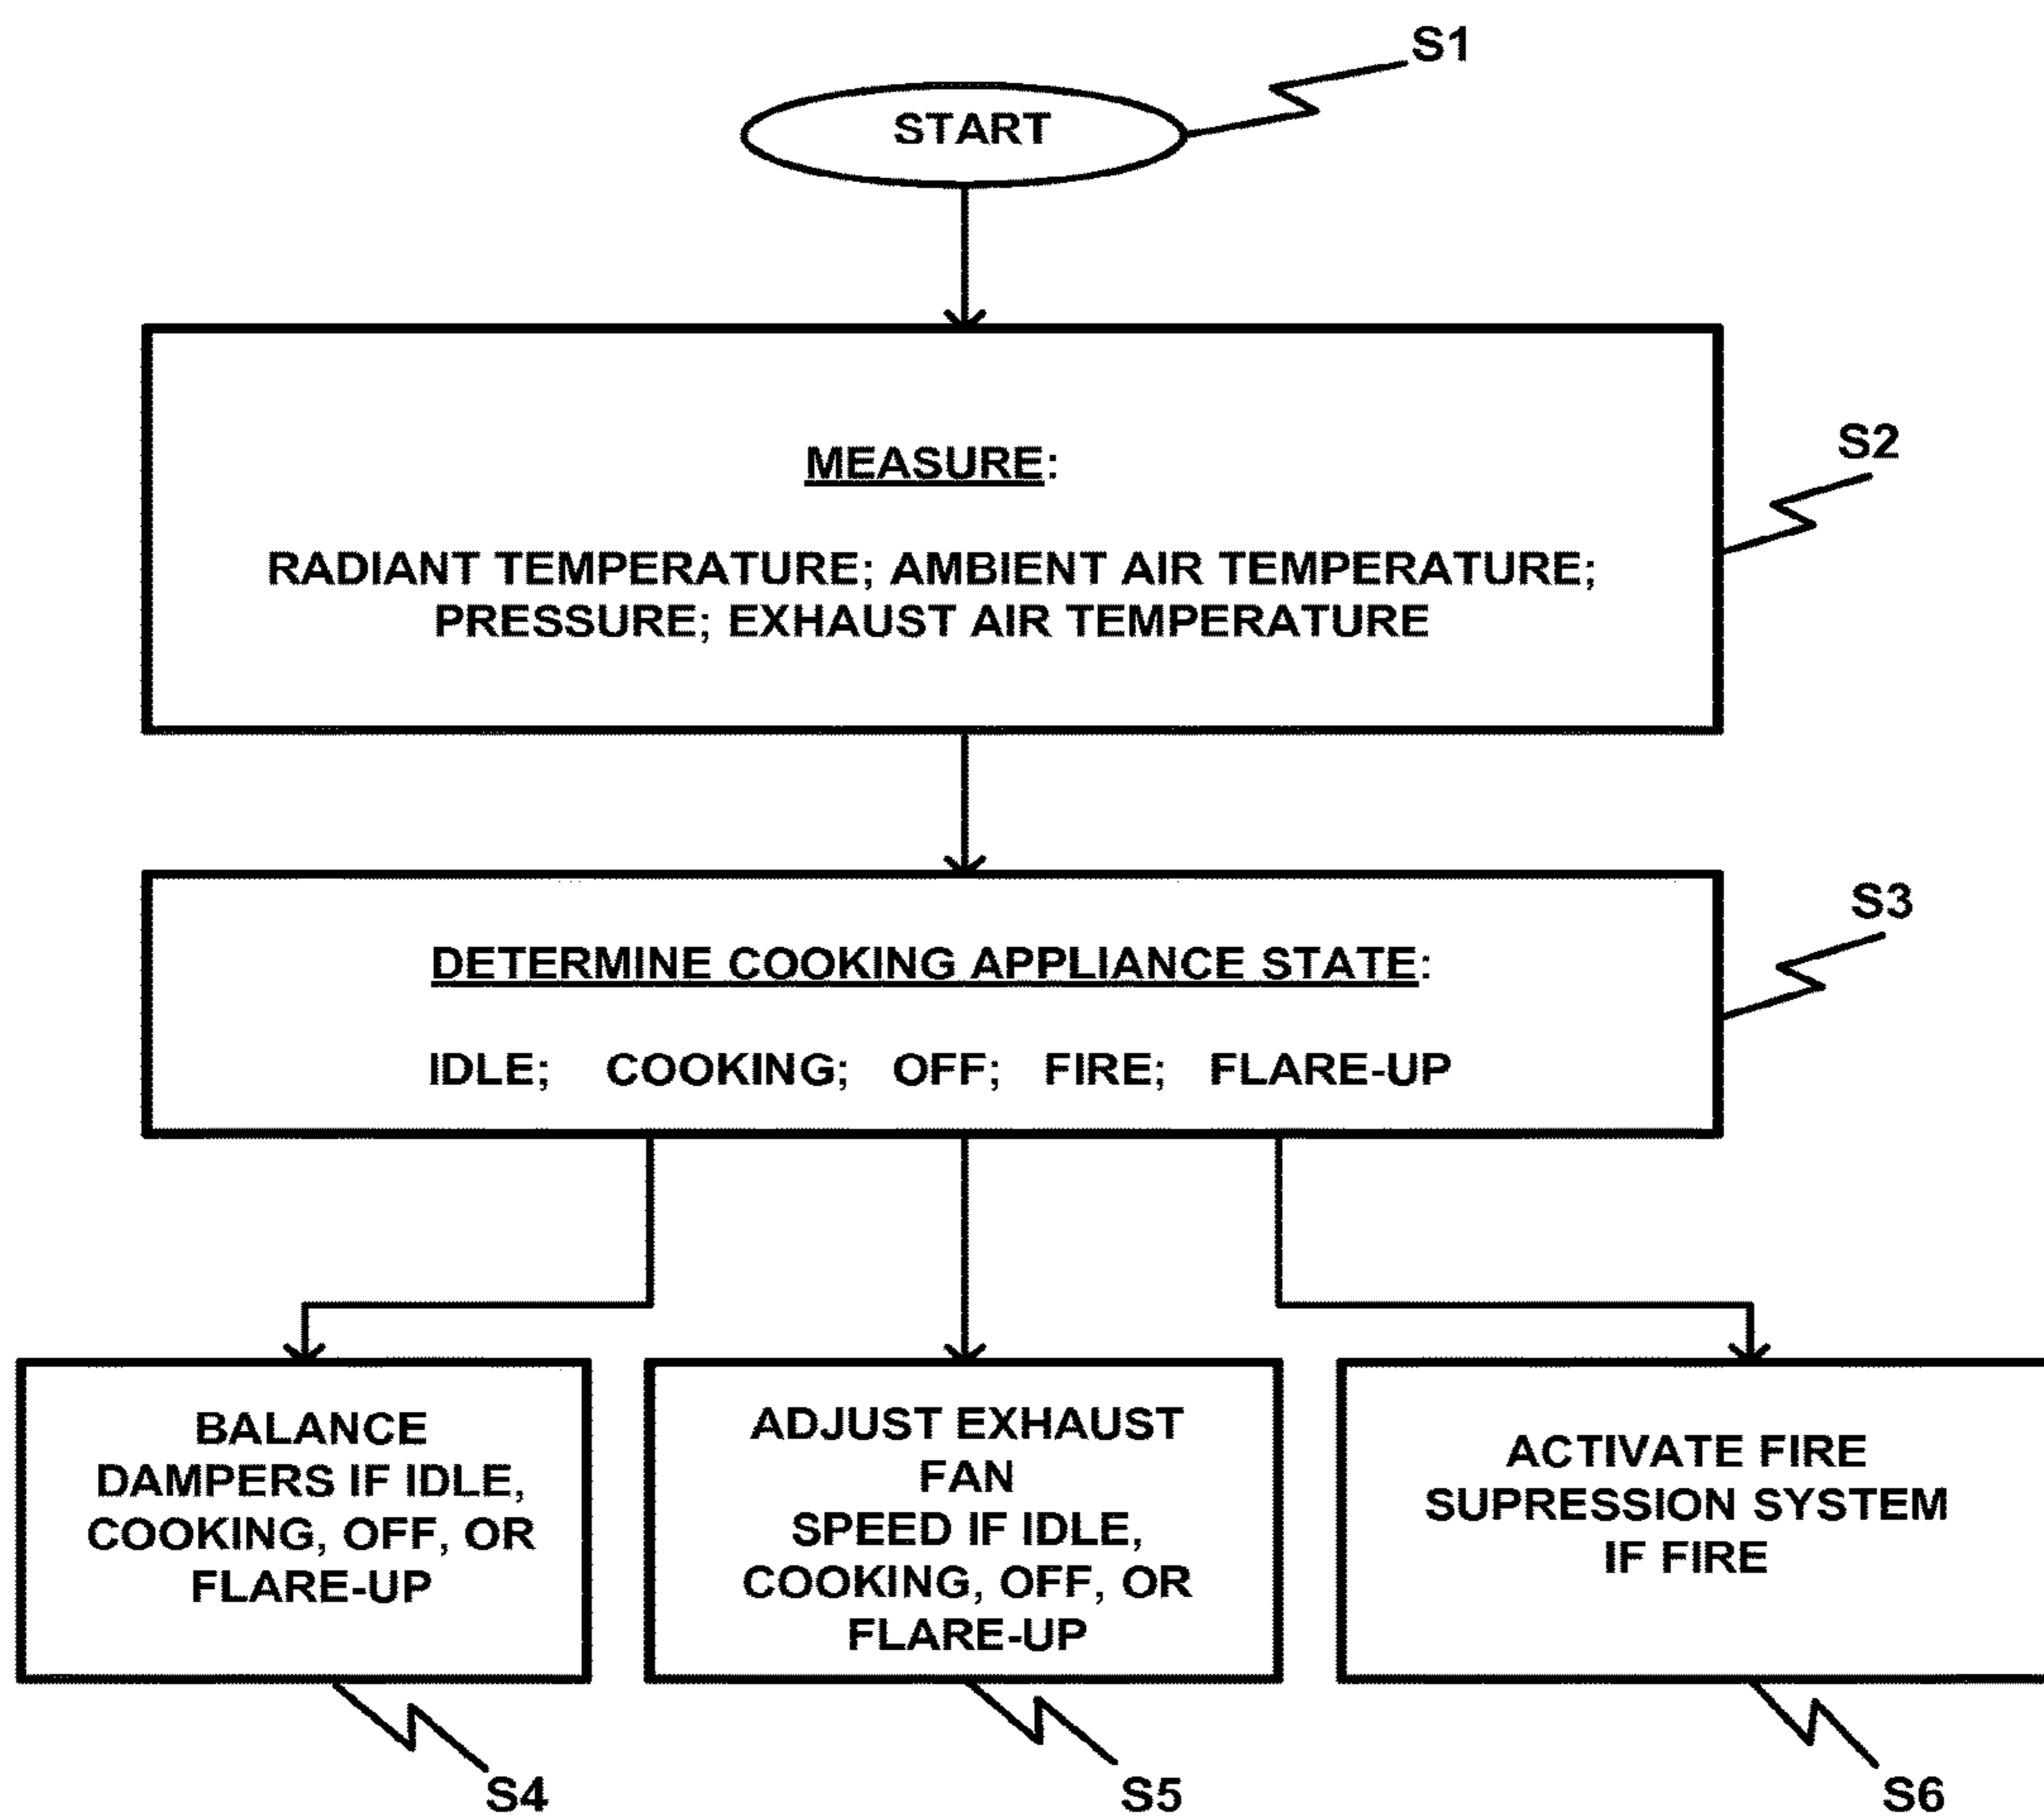 S1
START
S2
MEASURE:
RADIANT TEMPERATURE; AMBIENT AIR TEMPERATURE;
PRESSURE; EXHAUST AIR TEMPERATURE
S3
DETERMINE COOKING APPLIANCE STATE:
IDLE; COOKING; OFF; FIRE; FLARE-UP
BALANCE
DAMPERS IF IDLE,
COOKING, OFF, OR
FLARE-UP
ADJUST EXHAUST
FAN
SPEED IF IDLE,
COOKING, OFF, OR
FLARE-UP
ACTIVATE FIRE
SUPRESSION SYSTEM
IF FIRE
S4
S5
S6